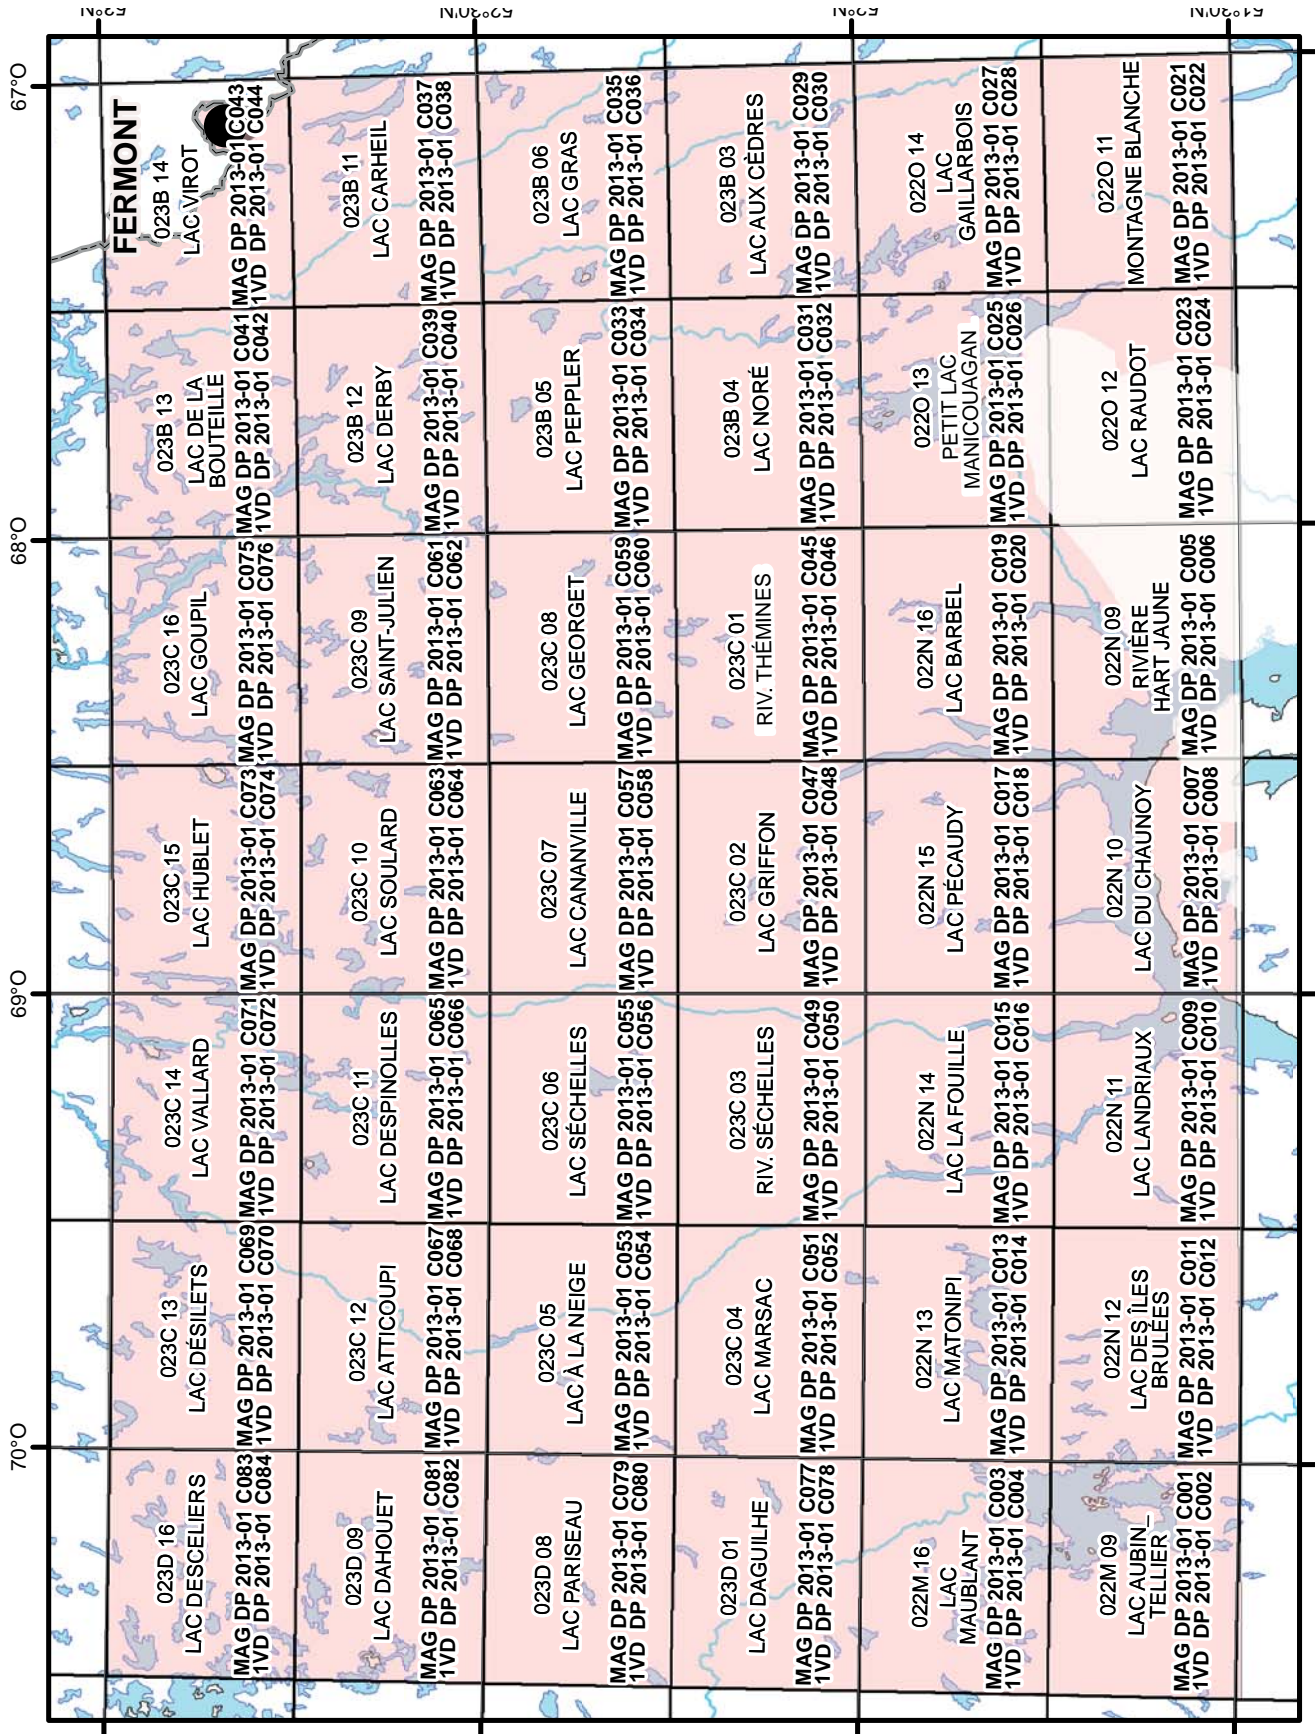 70°O
69°O
68°O
67°O
FERMONT
023D 16
LAC DESCELIERS
MAG DP 2013-01 C083
1VD DP 2013-01 C084
023C 13
LAC DÉSILETS
MAG DP 2013-01 C069
1VD DP 2013-01 C070
023C 14
LAC VALLARD
MAG DP 2013-01 C071
1VD DP 2013-01 C072
023C 15
LAC HUBLET
MAG DP 2013-01 C073
1VD DP 2013-01 C074
023C 16
LAC GOUPIL
MAG DP 2013-01 C075
1VD DP 2013-01 C076
023B 13
LAC DE LA
BOUTEILLE
MAG DP 2013-01 C041
1VD DP 2013-01 C042
023B 14
LAC VIROT
MAG DP 2013-01 C043
1VD DP 2013-01 C044
023D 09
LAC DAHOUET
MAG DP 2013-01 C081
1VD DP 2013-01 C082
023C 12
LAC ATTICOUPI
MAG DP 2013-01 C067
1VD DP 2013-01 C068
023C 11
LAC DESPINOLLES
MAG DP 2013-01 C065
1VD DP 2013-01 C066
023C 10
LAC SOULARD
MAG DP 2013-01 C063
1VD DP 2013-01 C064
023C 09
LAC SAINT-JULIEN
MAG DP 2013-01 C061
1VD DP 2013-01 C062
023B 12
LAC DERBY
MAG DP 2013-01 C039
1VD DP 2013-01 C040
023B 11
LAC CARHEIL
MAG DP 2013-01 C037
1VD DP 2013-01 C038
023D 08
LAC PARISEAU
MAG DP 2013-01 C079
1VD DP 2013-01 C080
023C 05
LAC À LA NEIGE
MAG DP 2013-01 C053
1VD DP 2013-01 C054
023C 06
LAC SÉCHELLES
MAG DP 2013-01 C055
1VD DP 2013-01 C056
023C 07
LAC CANANVILLE
MAG DP 2013-01 C057
1VD DP 2013-01 C058
023C 08
LAC GEORGET
MAG DP 2013-01 C059
1VD DP 2013-01 C060
023B 05
LAC PEPPLER
MAG DP 2013-01 C033
1VD DP 2013-01 C034
023B 06
LAC GRAS
MAG DP 2013-01 C035
1VD DP 2013-01 C036
023D 01
LAC DAGUILHE
MAG DP 2013-01 C077
1VD DP 2013-01 C078
023C 04
LAC MARSAC
MAG DP 2013-01 C051
1VD DP 2013-01 C052
023C 03
RIV. SÉCHELLES
MAG DP 2013-01 C049
1VD DP 2013-01 C050
023C 02
LAC GRIFFON
MAG DP 2013-01 C047
1VD DP 2013-01 C048
023C 01
RIV. THÉMINES
MAG DP 2013-01 C045
1VD DP 2013-01 C046
023B 04
LAC NORÉ
MAG DP 2013-01 C031
1VD DP 2013-01 C032
023B 03
LAC AUX CÈDRES
MAG DP 2013-01 C029
1VD DP 2013-01 C030
022M 16
LAC
MAUBLANT
MAG DP 2013-01 C003
1VD DP 2013-01 C004
022N 13
LAC MATONIPI
MAG DP 2013-01 C013
1VD DP 2013-01 C014
022N 14
LAC LA FOUILLE
MAG DP 2013-01 C015
1VD DP 2013-01 C016
022N 15
LAC PÉCAUDY
MAG DP 2013-01 C017
1VD DP 2013-01 C018
022N 16
LAC BARBEL
MAG DP 2013-01 C019
1VD DP 2013-01 C020
022O 13
PETIT LAC
MANICOUAGAN
MAG DP 2013-01 C025
1VD DP 2013-01 C026
022O 14
LAC
GAILLARBOIS
MAG DP 2013-01 C027
1VD DP 2013-01 C028
022M 09
LAC AUBIN_
TELLIER
MAG DP 2013-01 C001
1VD DP 2013-01 C002
022N 12
LAC DES ÎLES
BRULÉES
MAG DP 2013-01 C011
1VD DP 2013-01 C012
022N 11
LAC LANDRIAUX
MAG DP 2013-01 C009
1VD DP 2013-01 C010
022N 10
LAC DU CHAUNOY
MAG DP 2013-01 C007
1VD DP 2013-01 C008
022N 09
RIVIÈRE
HART JAUNE
MAG DP 2013-01 C005
1VD DP 2013-01 C006
022O 12
LAC RAUDOT
MAG DP 2013-01 C023
1VD DP 2013-01 C024
022O 11
MONTAGNE BLANCHE
MAG DP 2013-01 C021
1VD DP 2013-01 C022